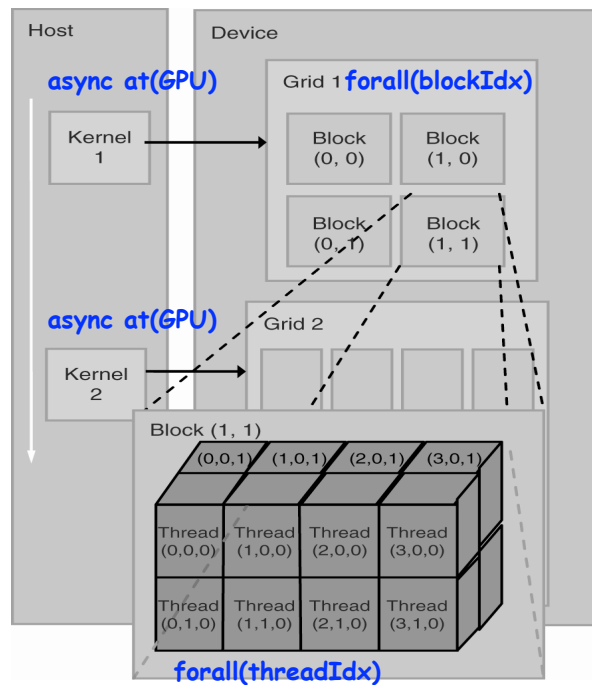 Host
Device
async at(GPU)
Grid 1 forall(blockIdx)
Kernel
1
Block
(0, 0)
Block
(1, 0)
Block
(0, 1)
Block
(1, 1)
async at(GPU)
Grid 2
Kernel
2
Block (1, 1)
(0,0,1)
(1,0,1)
(2,0,1)
(3,0,1)
Thread
(0,0,0)
Thread
(1,0,0)
Thread
(2,0,0)
Thread
(3,0,0)
Thread
(0,1,0)
Thread
(1,1,0)
Thread
(2,1,0)
Thread
(3,1,0)
forall(threadIdx)